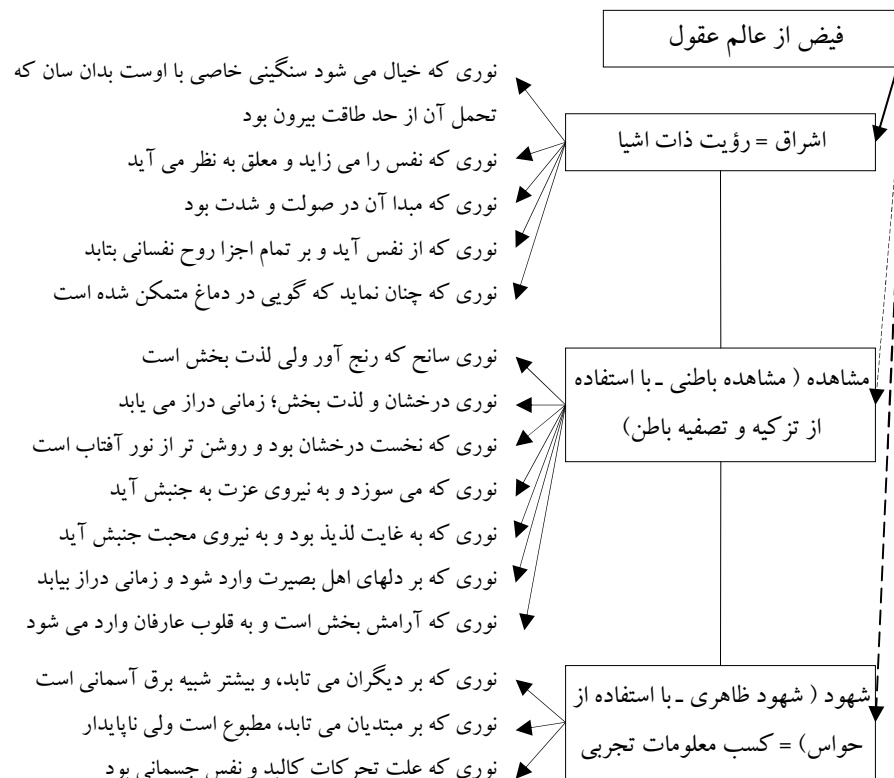 فیض از عالم عقول
اشراق = رؤیت ذات اشیا
نوری که خیال می شود سنگینی خاصی با اوست بدان سان که
تحمل آن از حد طاقت بیرون بود
نوری که نفس را می زاید و معلق به نظر می آید
نوری که مبدا آن در صولت و شدت بود
نوری که از نفس آید و بر تمام اجزا روح نفسانی بتابد
نوری که چنان نماید که گویی در دماغ متمکن شده است
مشاهده ( مشاهده باطنی ـ با استفاده
از تزکیه و تصفیه باطن)
نوری سانح که رنج آور ولی لذت بخش است
نوری درخشان و لذت بخش؛ زمانی دراز می یابد
نوری که نخست درخشان بود و روشن تر از نور آفتاب است
نوری که می سوزد و به نیروی عزت به جنبش آید
نوری که به غایت لذیذ بود و به نیروی محبت جنبش آید
نوری که بر دلهای اهل بصیرت وارد شود و زمانی دراز بیابد
نوری که آرامش بخش است و به قلوب عارفان وارد می شود
شهود ( شهود ظاهری ـ با استفاده از
حواس) = کسب معلومات تجربی
نوری که بر دیگران می تابد، و بیشتر شبیه برق آسمانی است
نوری که بر مبتدیان می تابد، مطبوع است ولی ناپایدار
نوری که علت تحرکات کالبد و نفس جسمانی بود